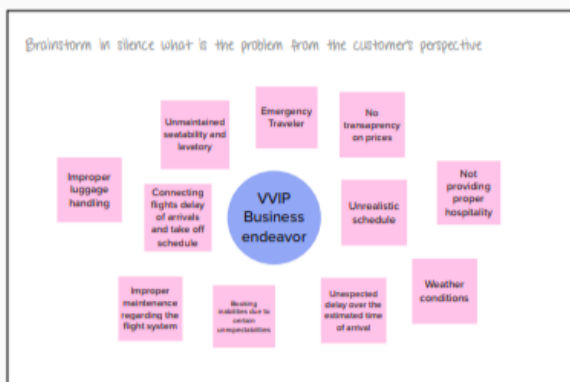 Brainstorm in silence what is the problem from the customer's perspective
Emergency
Traveler
No
transaprency
on prices
Unmaintained
seatability and
lavetory
Improper
luggage
handling
Connecting
flights delay
of arrivals
and take off
schedule
VVIP
Business
endeavor
Unrealistic
schedule
Not
providing
proper
hospitality
Improper
maintenance
regarding the
flight system
Booking
inabilities due to
certain
unrespectabilities
Unexpected
delay over the
estimated time
of arrival
Weather
conditions